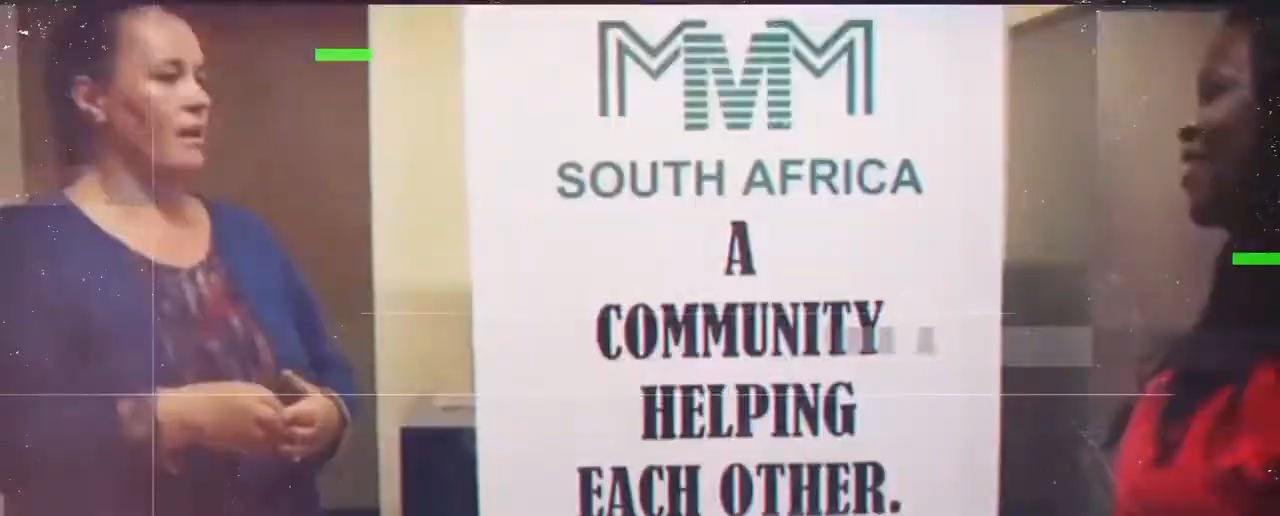 MMM
SOUTH AFRICA
A
COMMUNITY
HELPING
EACH OTHER.